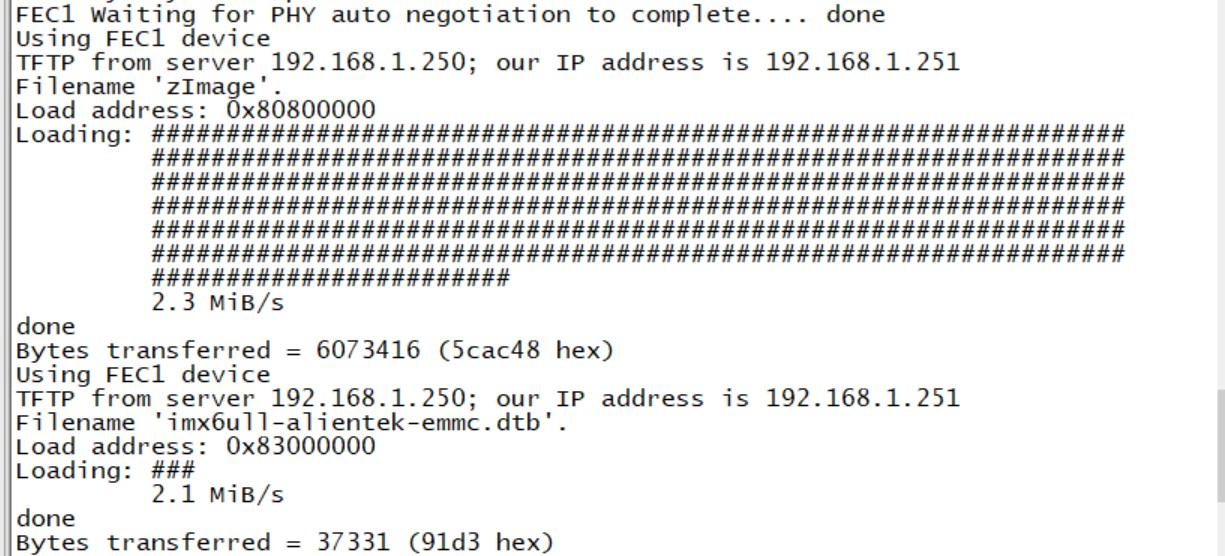 FEC1 Waiting for PHY auto negotiation to complete.... done
Using FEC1 device
TFTP from server 192.168.1.250; our IP address is 192.168.1.251
Filename 'zImage'.
Load address: 0x80800000
Loading: #################################################################
#################################################################
#################################################################
#################################################################
#################################################################
#################################################################
########################
2.3 MiB/s
done
Bytes transferred = 6073416 (5cac48 hex)
Using FEC1 device
TFTP from server 192.168.1.250; our IP address is 192.168.1.251
Filename 'imx6ull-alientek-emmc.dtb'.
Load address: 0x83000000
Loading: ###
2.1 MiB/s
done
Bytes transferred = 37331 (91d3 hex)